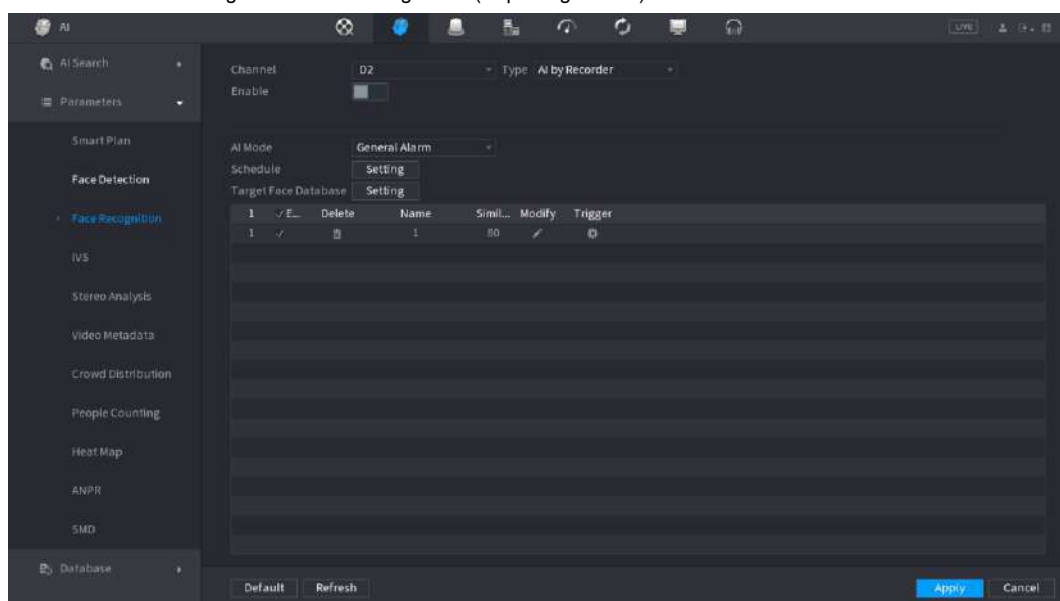 AI
LIVE
AI Search
Parameters
Smart Plan
Face Detection
Face Recognition
IVS
Stereo Analysis
Video Metadata
Crowd Distribution
People Counting
Heat Map
ANPR
SMD
Database
Channel D2 Type AI by Recorder
Enable
AI Mode General Alarm
Schedule Setting
Target Face Database Setting
1 E... Delete Name Simil... Modify Trigger
1 1 80
Default Refresh Apply Cancel